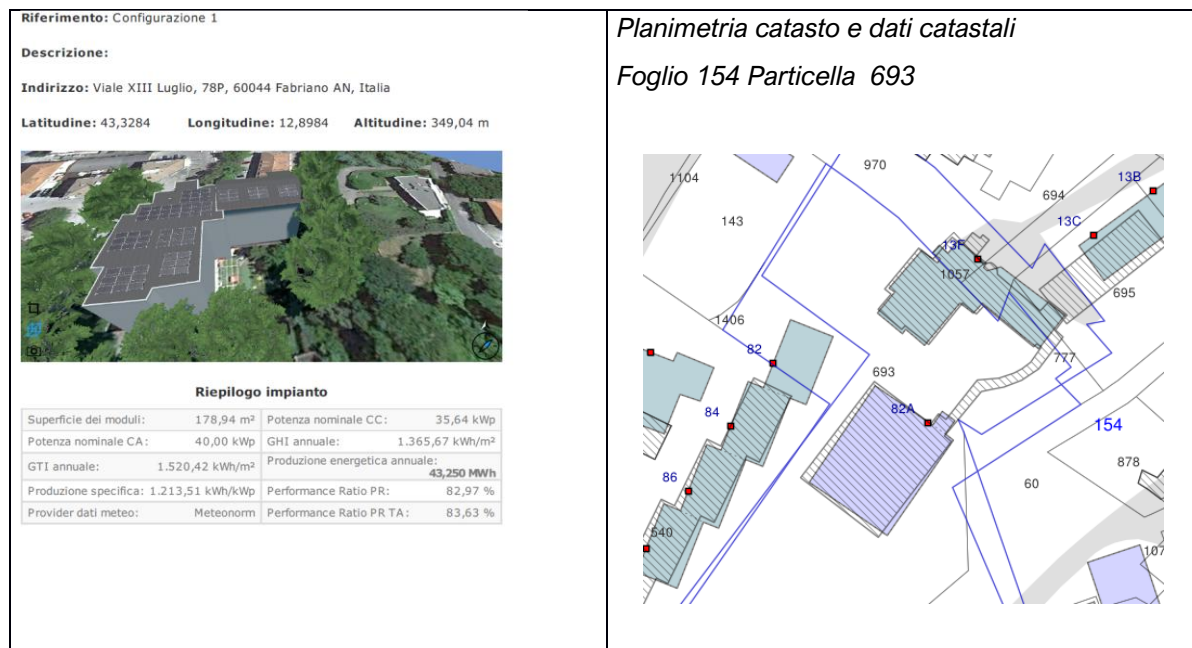 Riferimento: Configurazione 1
Descrizione:
Indirizzo: Viale XIII Luglio, 78P, 60044 Fabriano AN, Italia
Latitudine: 43,3284 Longitudine: 12,8984 Altitudine: 349,04 m
Riepilogo impianto
Superficie dei moduli: 178,94 m² Potenza nominale CC: 35,64 kWp
Potenza nominale CA: 40,00 kWp GHI annuale: 1.365,67 kWh/m²
GTI annuale: 1.520,42 kWh/m² Produzione energetica annuale: 43,250 MWh
Produzione specifica: 1.213,51 kWh/kWp Performance Ratio PR: 82,97 %
Provider dati meteo: Meteonorm Performance Ratio PR TA: 83,63 %
Planimetria catasto e dati catastali
Foglio 154 Particella 693
1104
970
13B
143
694
13C
13F
1057
695
1406
82
777
693
84
82A
154
86
878
60
540
107